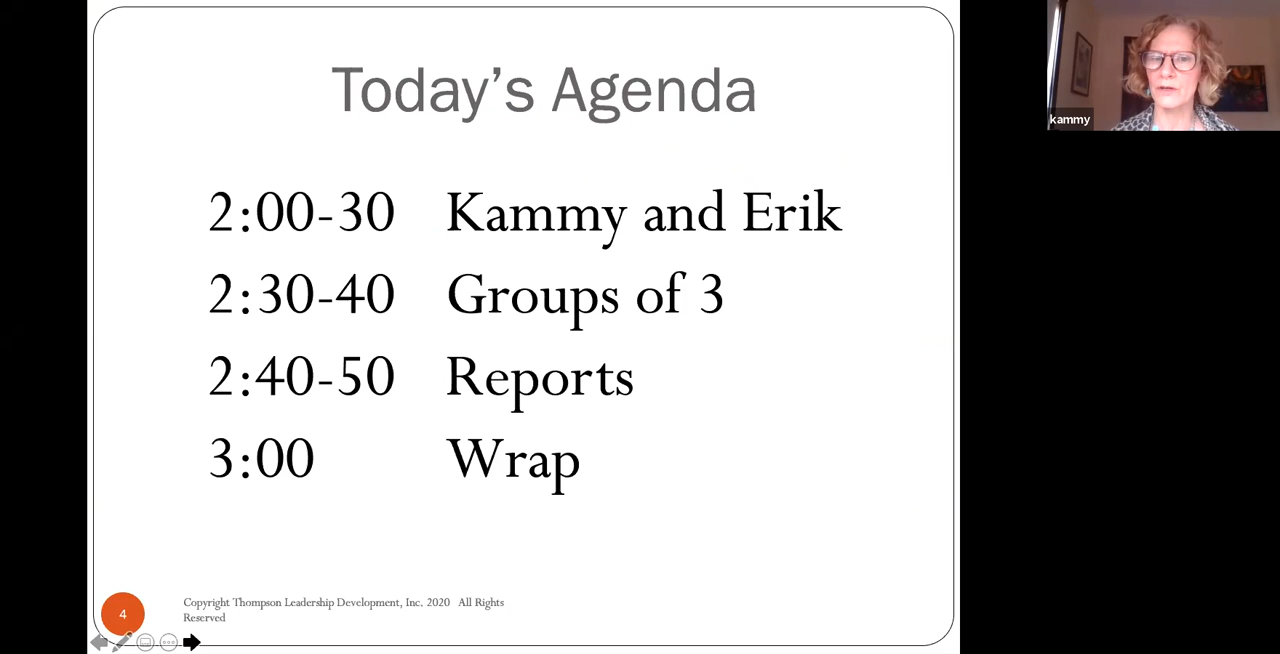 Today's Agenda
2:00-30 Kammy and Erik
2:30-40 Groups of 3
2:40-50 Reports
3:00 Wrap
4
Copyright Thompson Leadership Development, Inc. 2020 All Rights
Reserved
kammy